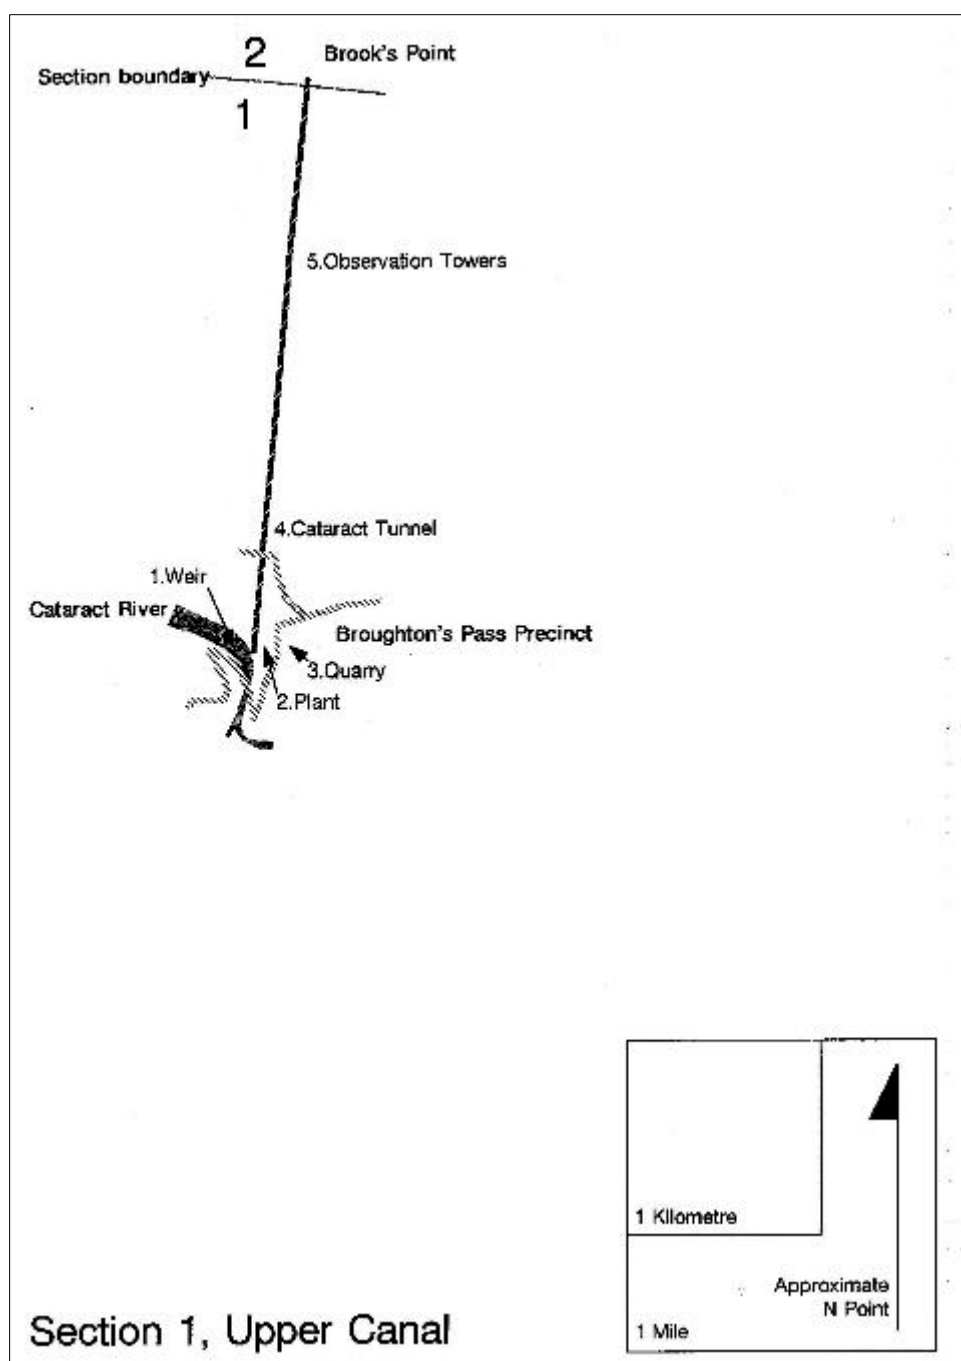 2
Brook's Point
Section boundary
1
5.Observation Towers
4.Cataract Tunnel
1.Weir
Cataract River
Broughton's Pass Precinct
3.Quarry
2.Plant
1 Kilometre
Approximate
N Point
1 Mile
Section 1, Upper Canal